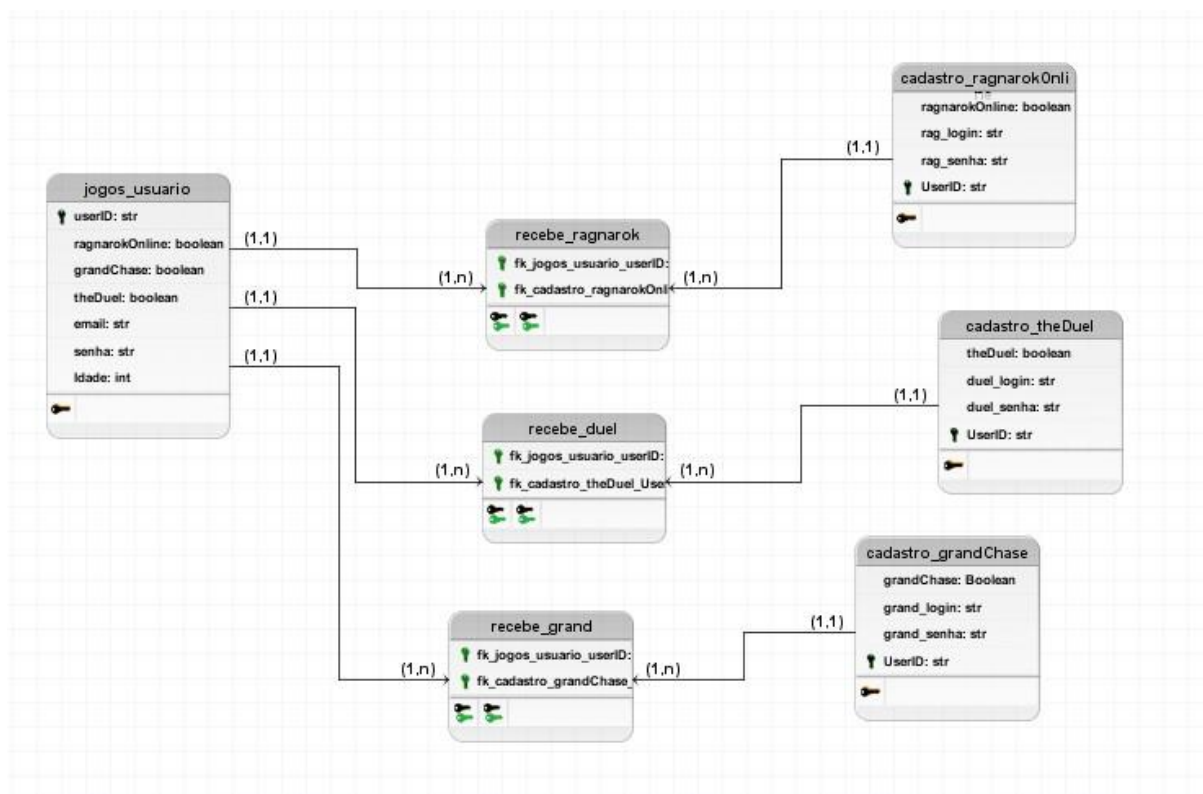 jogos_usuario
userID: str
ragnarokOnline: boolean
grandChase: boolean
theDuel: boolean
email: str
senha: str
Idade: int
(1,1)
(1,1)
(1,1)
(1,n)
(1,n)
(1,n)
recebe_ragnarok
fk_jogos_usuario_userID:
fk_cadastro_ragnarokOnli
recebe_duel
fk_jogos_usuario_userID:
fk_cadastro_theDuel_Use
recebe_grand
fk_jogos_usuario_userID:
fk_cadastro_grandChase_
(1,n)
(1,n)
(1,n)
(1,1)
(1,1)
(1,1)
cadastro_ragnarokOnli
ne
ragnarokOnline: boolean
rag_login: str
rag_senha: str
UserID: str
cadastro_theDuel
theDuel: boolean
duel_login: str
duel_senha: str
UserID: str
cadastro_grandChase
grandChase: Boolean
grand_login: str
grand_senha: str
UserID: str